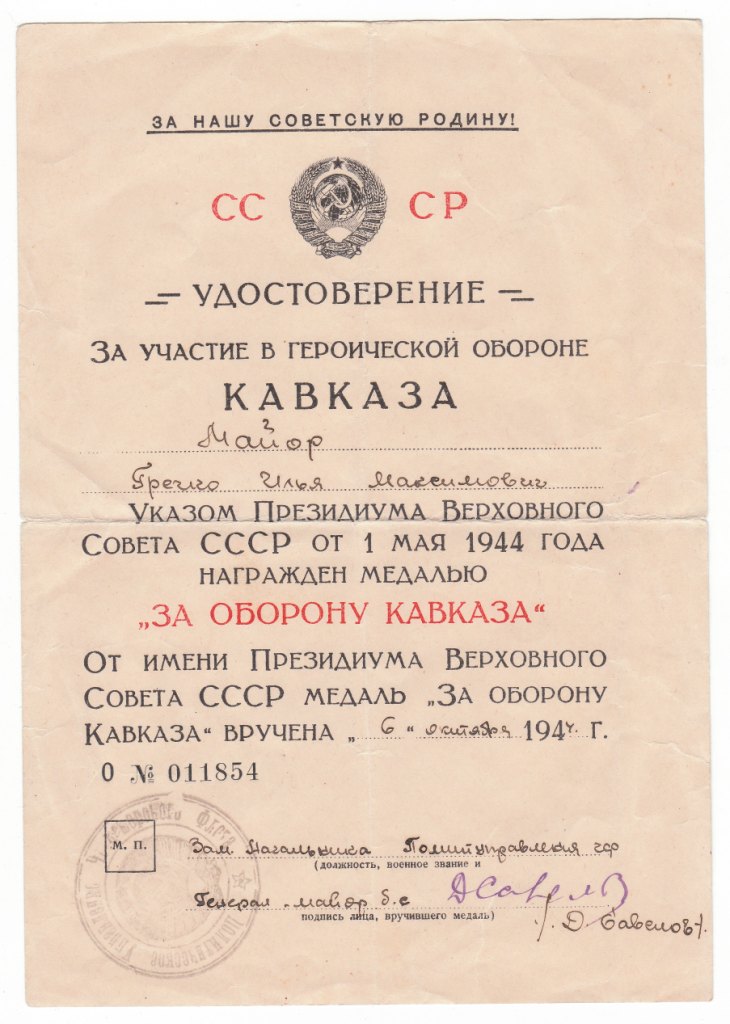 ЗА НАШУ СОВЕТСКУЮ РОДИНУ!
СС СР
УДОСТОВЕРЕНИЕ
ЗА УЧАСТИЕ В ГЕРОИЧЕСКОЙ ОБОРОНЕ
КАВКАЗА
Майор
Гречко Илья Максимович
УКАЗОМ ПРЕЗИДИУМА ВЕРХОВНОГО
СОВЕТА СССР ОТ 1 МАЯ 1944 ГОДА
НАГРАЖДЕН МЕДАЛЬЮ
„ЗА ОБОРОНУ КАВКАЗА“
ОТ ИМЕНИ ПРЕЗИДИУМА ВЕРХОВНОГО
СОВЕТА СССР МЕДАЛЬ „ЗА ОБОРОНУ
КАВКАЗА“ ВРУЧЕНА „6“ октября 1944 г.
О № 011854
М. П.
Зам. Начальника Политуправления ЧФ
(должность, военное звание и
Генерал-майор б/с
подпись лица, вручившего медаль)
/Д. Савелов/